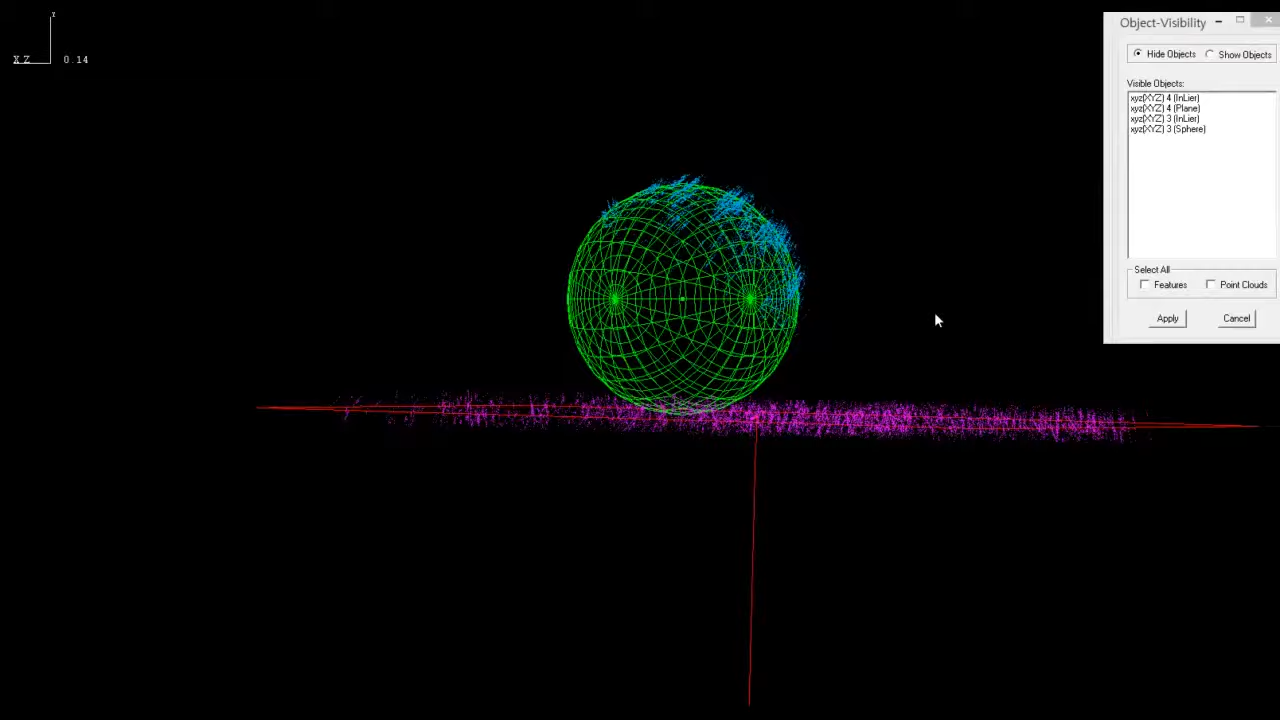 Y
X Z 0.14
Object-Visibility
Hide Objects Show Objects
Visible Objects:
xyz(XYZ) 4 (InLier)
xyz(XYZ) 4 (Plane)
xyz(XYZ) 3 (InLier)
xyz(XYZ) 3 (Sphere)
Select All
Features Point Clouds
Apply Cancel